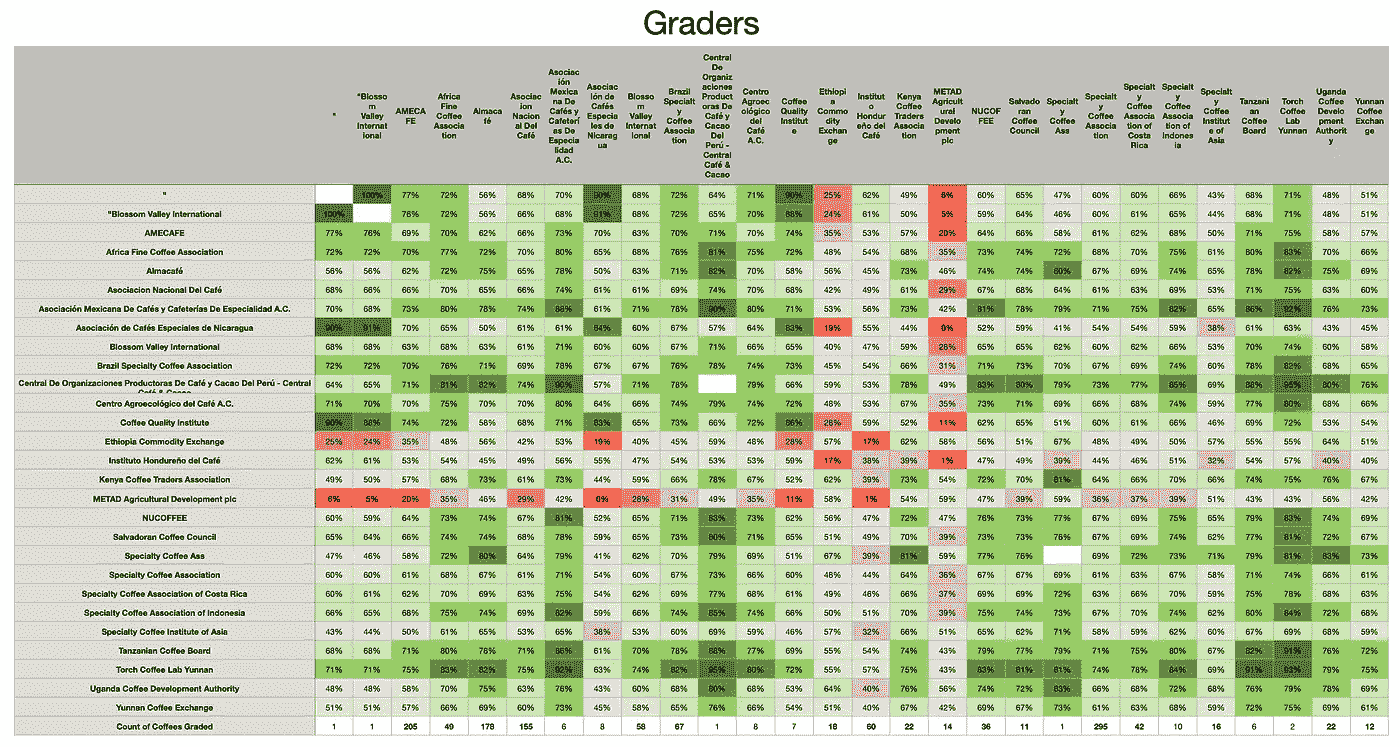 Graders
"
"Blossom Valley International
AMECAFE
Africa Fine Coffee Association
Almacafé
Asociacion Nacional Del Café
Asociación Mexicana De Cafés y Cafeterías De Especialidad A.C.
Asociación de Cafés Especiales de Nicaragua
Blossom Valley International
Brazil Specialty Coffee Association
Central De Organizaciones Productoras De Café y Cacao Del Perú - Central Café & Cacao
Centro Agroecológico del Café A.C.
Coffee Quality Institute
Ethiopia Commodity Exchange
Instituto Hondureño del Café
Kenya Coffee Traders Association
METAD Agricultural Development plc
NUCOFFEE
Salvadoran Coffee Council
Specialty Coffee Ass
Specialty Coffee Association
Specialty Coffee Association of Costa Rica
Specialty Coffee Association of Indonesia
Specialty Coffee Institute of Asia
Tanzanian Coffee Board
Torch Coffee Lab Yunnan
Uganda Coffee Development Authority
Yunnan Coffee Exchange
" 100% 77% 72% 56% 68% 70% 90% 68% 72% 64% 71% 90% 25% 62% 49% 6% 60% 65% 47% 60% 60% 66% 43% 68% 71% 48% 51%
"Blossom Valley International 100% 76% 72% 56% 66% 68% 91% 68% 72% 65% 70% 88% 24% 61% 50% 5% 59% 64% 46% 60% 61% 65% 44% 68% 71% 48% 51%
AMECAFE 77% 76% 69% 70% 62% 66% 73% 70% 63% 70% 71% 70% 74% 35% 53% 57% 20% 64% 66% 58% 61% 62% 68% 50% 71% 75% 58% 57%
Africa Fine Coffee Association 72% 72% 70% 77% 72% 70% 80% 65% 68% 76% 81% 75% 72% 48% 54% 68% 35% 73% 74% 72% 68% 70% 75% 61% 80% 83% 70% 66%
Almacafé 56% 56% 62% 72% 75% 65% 78% 50% 63% 71% 82% 70% 58% 56% 45% 73% 46% 74% 74% 80% 67% 69% 74% 65% 78% 82% 75% 69%
Asociacion Nacional Del Café 68% 66% 66% 70% 65% 66% 74% 61% 61% 69% 74% 70% 68% 42% 49% 61% 29% 67% 68% 64% 61% 63% 69% 53% 71% 75% 63% 60%
Asociación Mexicana De Cafés y Cafeterías De Especialidad A.C. 70% 68% 73% 80% 78% 74% 88% 61% 71% 78% 90% 80% 71% 53% 56% 73% 42% 81% 78% 79% 71% 75% 82% 65% 86% 92% 76% 73%
Asociación de Cafés Especiales de Nicaragua 90% 91% 70% 65% 50% 61% 61% 84% 60% 67% 57% 64% 83% 19% 55% 44% 0% 52% 59% 41% 54% 54% 59% 38% 61% 63% 43% 45%
Blossom Valley International 68% 68% 63% 68% 63% 61% 71% 60% 60% 67% 71% 66% 65% 40% 47% 59% 28% 65% 65% 62% 60% 62% 66% 53% 70% 74% 60% 58%
Brazil Specialty Coffee Association 72% 72% 70% 76% 71% 69% 78% 67% 67% 76% 78% 74% 73% 45% 54% 66% 31% 71% 73% 70% 67% 69% 74% 60% 78% 82% 68% 65%
Central De Organizaciones Productoras De Café y Cacao Del Perú - Central 64% 65% 71% 81% 82% 74% 90% 57% 71% 78% 79% 66% 59% 53% 78% 49% 83% 80% 79% 73% 77% 85% 69% 88% 95% 80% 76%
Centro Agroecológico del Café A.C. 71% 70% 70% 75% 70% 70% 80% 64% 66% 74% 79% 74% 72% 48% 53% 67% 35% 73% 71% 69% 66% 68% 74% 59% 77% 80% 68% 66%
Coffee Quality Institute 90% 88% 74% 72% 58% 68% 71% 83% 65% 73% 66% 72% 86% 28% 59% 52% 11% 62% 65% 51% 60% 61% 66% 46% 69% 72% 53% 54%
Ethiopia Commodity Exchange 25% 24% 35% 48% 56% 42% 53% 19% 40% 45% 59% 48% 28% 57% 17% 62% 58% 56% 51% 67% 48% 49% 50% 57% 55% 55% 64% 51%
Instituto Hondureño del Café 62% 61% 53% 54% 45% 49% 56% 55% 47% 54% 53% 53% 59% 17% 38% 39% 1% 47% 49% 39% 44% 46% 51% 32% 54% 57% 40% 40%
Kenya Coffee Traders Association 49% 50% 57% 68% 73% 61% 73% 44% 59% 66% 78% 67% 52% 62% 39% 73% 54% 72% 70% 81% 64% 66% 70% 66% 74% 75% 76% 67%
METAD Agricultural Development plc 6% 5% 20% 35% 46% 29% 42% 0% 28% 31% 49% 35% 11% 58% 1% 54% 59% 47% 39% 59% 36% 37% 39% 51% 43% 43% 56% 42%
NUCOFFEE 60% 59% 64% 73% 74% 67% 81% 52% 65% 71% 83% 73% 62% 56% 47% 72% 47% 76% 73% 77% 67% 69% 75% 65% 79% 83% 74% 69%
Salvadoran Coffee Council 65% 64% 66% 74% 74% 68% 78% 59% 65% 73% 80% 71% 65% 51% 49% 70% 39% 73% 73% 76% 67% 69% 74% 62% 77% 81% 72% 67%
Specialty Coffee Ass 47% 46% 58% 72% 80% 64% 79% 41% 62% 70% 79% 69% 51% 67% 39% 81% 59% 77% 76% 69% 72% 73% 71% 79% 81% 83% 73%
Specialty Coffee Association 60% 60% 61% 68% 67% 61% 71% 54% 60% 67% 73% 66% 60% 48% 44% 64% 36% 67% 67% 69% 61% 63% 67% 58% 71% 74% 66% 61%
Specialty Coffee Association of Costa Rica 60% 61% 62% 70% 69% 63% 75% 54% 62% 69% 77% 68% 61% 49% 46% 66% 37% 69% 69% 72% 63% 66% 70% 59% 75% 78% 68% 63%
Specialty Coffee Association of Indonesia 66% 65% 68% 75% 74% 69% 82% 59% 66% 74% 85% 74% 66% 50% 51% 70% 39% 75% 74% 73% 67% 70% 74% 62% 80% 84% 72% 68%
Specialty Coffee Institute of Asia 43% 44% 50% 61% 65% 53% 65% 38% 53% 60% 69% 59% 46% 57% 32% 66% 51% 65% 62% 71% 58% 59% 62% 60% 67% 69% 68% 59%
Tanzanian Coffee Board 68% 68% 71% 80% 78% 71% 86% 61% 70% 78% 88% 77% 69% 55% 54% 74% 43% 79% 77% 79% 71% 75% 80% 67% 82% 91% 76% 72%
Torch Coffee Lab Yunnan 71% 71% 75% 83% 82% 75% 92% 63% 74% 82% 95% 80% 72% 55% 57% 75% 43% 83% 81% 81% 74% 78% 84% 69% 91% 93% 79% 75%
Uganda Coffee Development Authority 48% 48% 58% 70% 75% 63% 76% 43% 60% 68% 80% 68% 53% 64% 40% 76% 56% 74% 72% 83% 66% 68% 72% 68% 76% 79% 78% 69%
Yunnan Coffee Exchange 51% 51% 57% 66% 69% 60% 73% 45% 58% 65% 76% 66% 54% 51% 40% 67% 42% 69% 67% 73% 61% 63% 68% 59% 72% 75% 69% 61%
Count of Coffees Graded 1 1 205 49 178 155 6 8 58 67 1 8 7 18 60 22 14 36 11 1 295 42 10 16 6 2 22 12